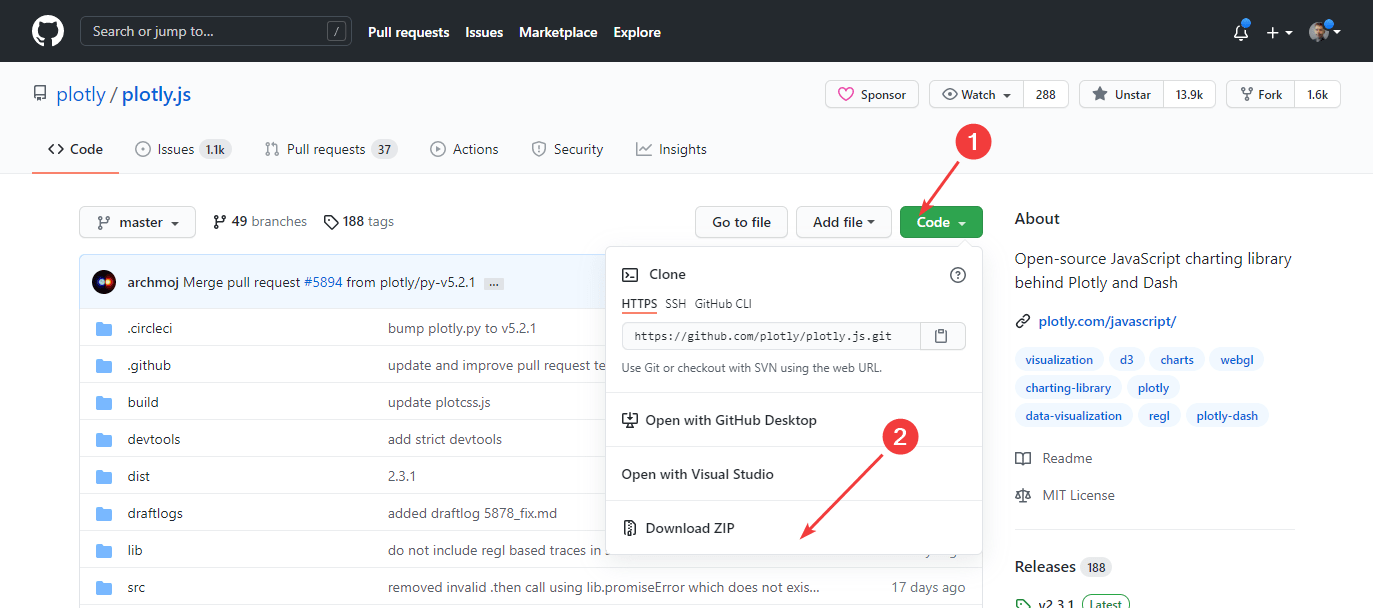 Search or jump to... /
Pull requests Issues Marketplace Explore
plotly / plotly.js
Sponsor Watch 288 Unstar 13.9k Fork 1.6k
<> Code Issues 1.1k Pull requests 37 Actions Security Insights
1
master 49 branches 188 tags Go to file Add file Code
archmoj Merge pull request #5894 from plotly/py-v5.2.1 ...
.circleci bump plotly.py to v5.2.1
.github update and improve pull request te
build update plotcss.js
devtools add strict devtools
dist 2.3.1
draftlogs added draftlog 5878_fix.md
lib do not include regl based traces in
src removed invalid .then call using lib.promiseError which does not exis... 17 days ago
Clone ?
HTTPS SSH GitHub CLI
https://github.com/plotly/plotly.js.git
Use Git or checkout with SVN using the web URL.
Open with GitHub Desktop
2
Open with Visual Studio
Download ZIP
About
Open-source JavaScript charting library
behind Plotly and Dash
plotly.com/javascript/
visualization d3 charts webgl
charting-library plotly
data-visualization regl plotly-dash
Readme
MIT License
Releases 188
v2.3.1 Latest